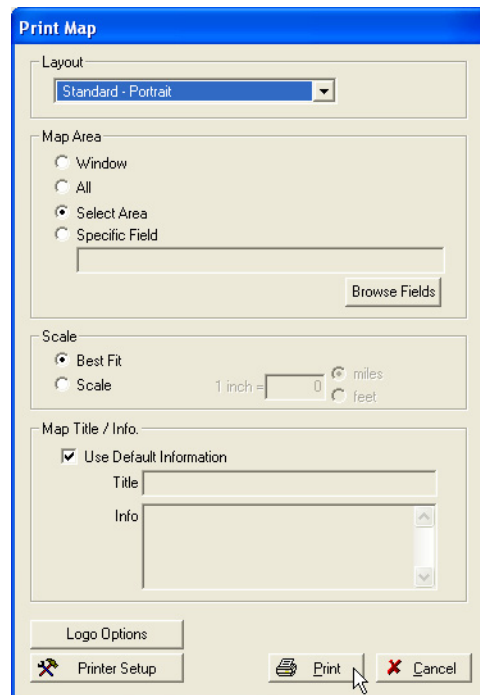 Print Map
Layout
Standard - Portrait
Map Area
Window
All
Select Area
Specific Field
Browse Fields
Scale
Best Fit
Scale
1 inch = 0
miles
feet
Map Title / Info.
Use Default Information
Title
Info
Logo Options
Printer Setup
Print
Cancel